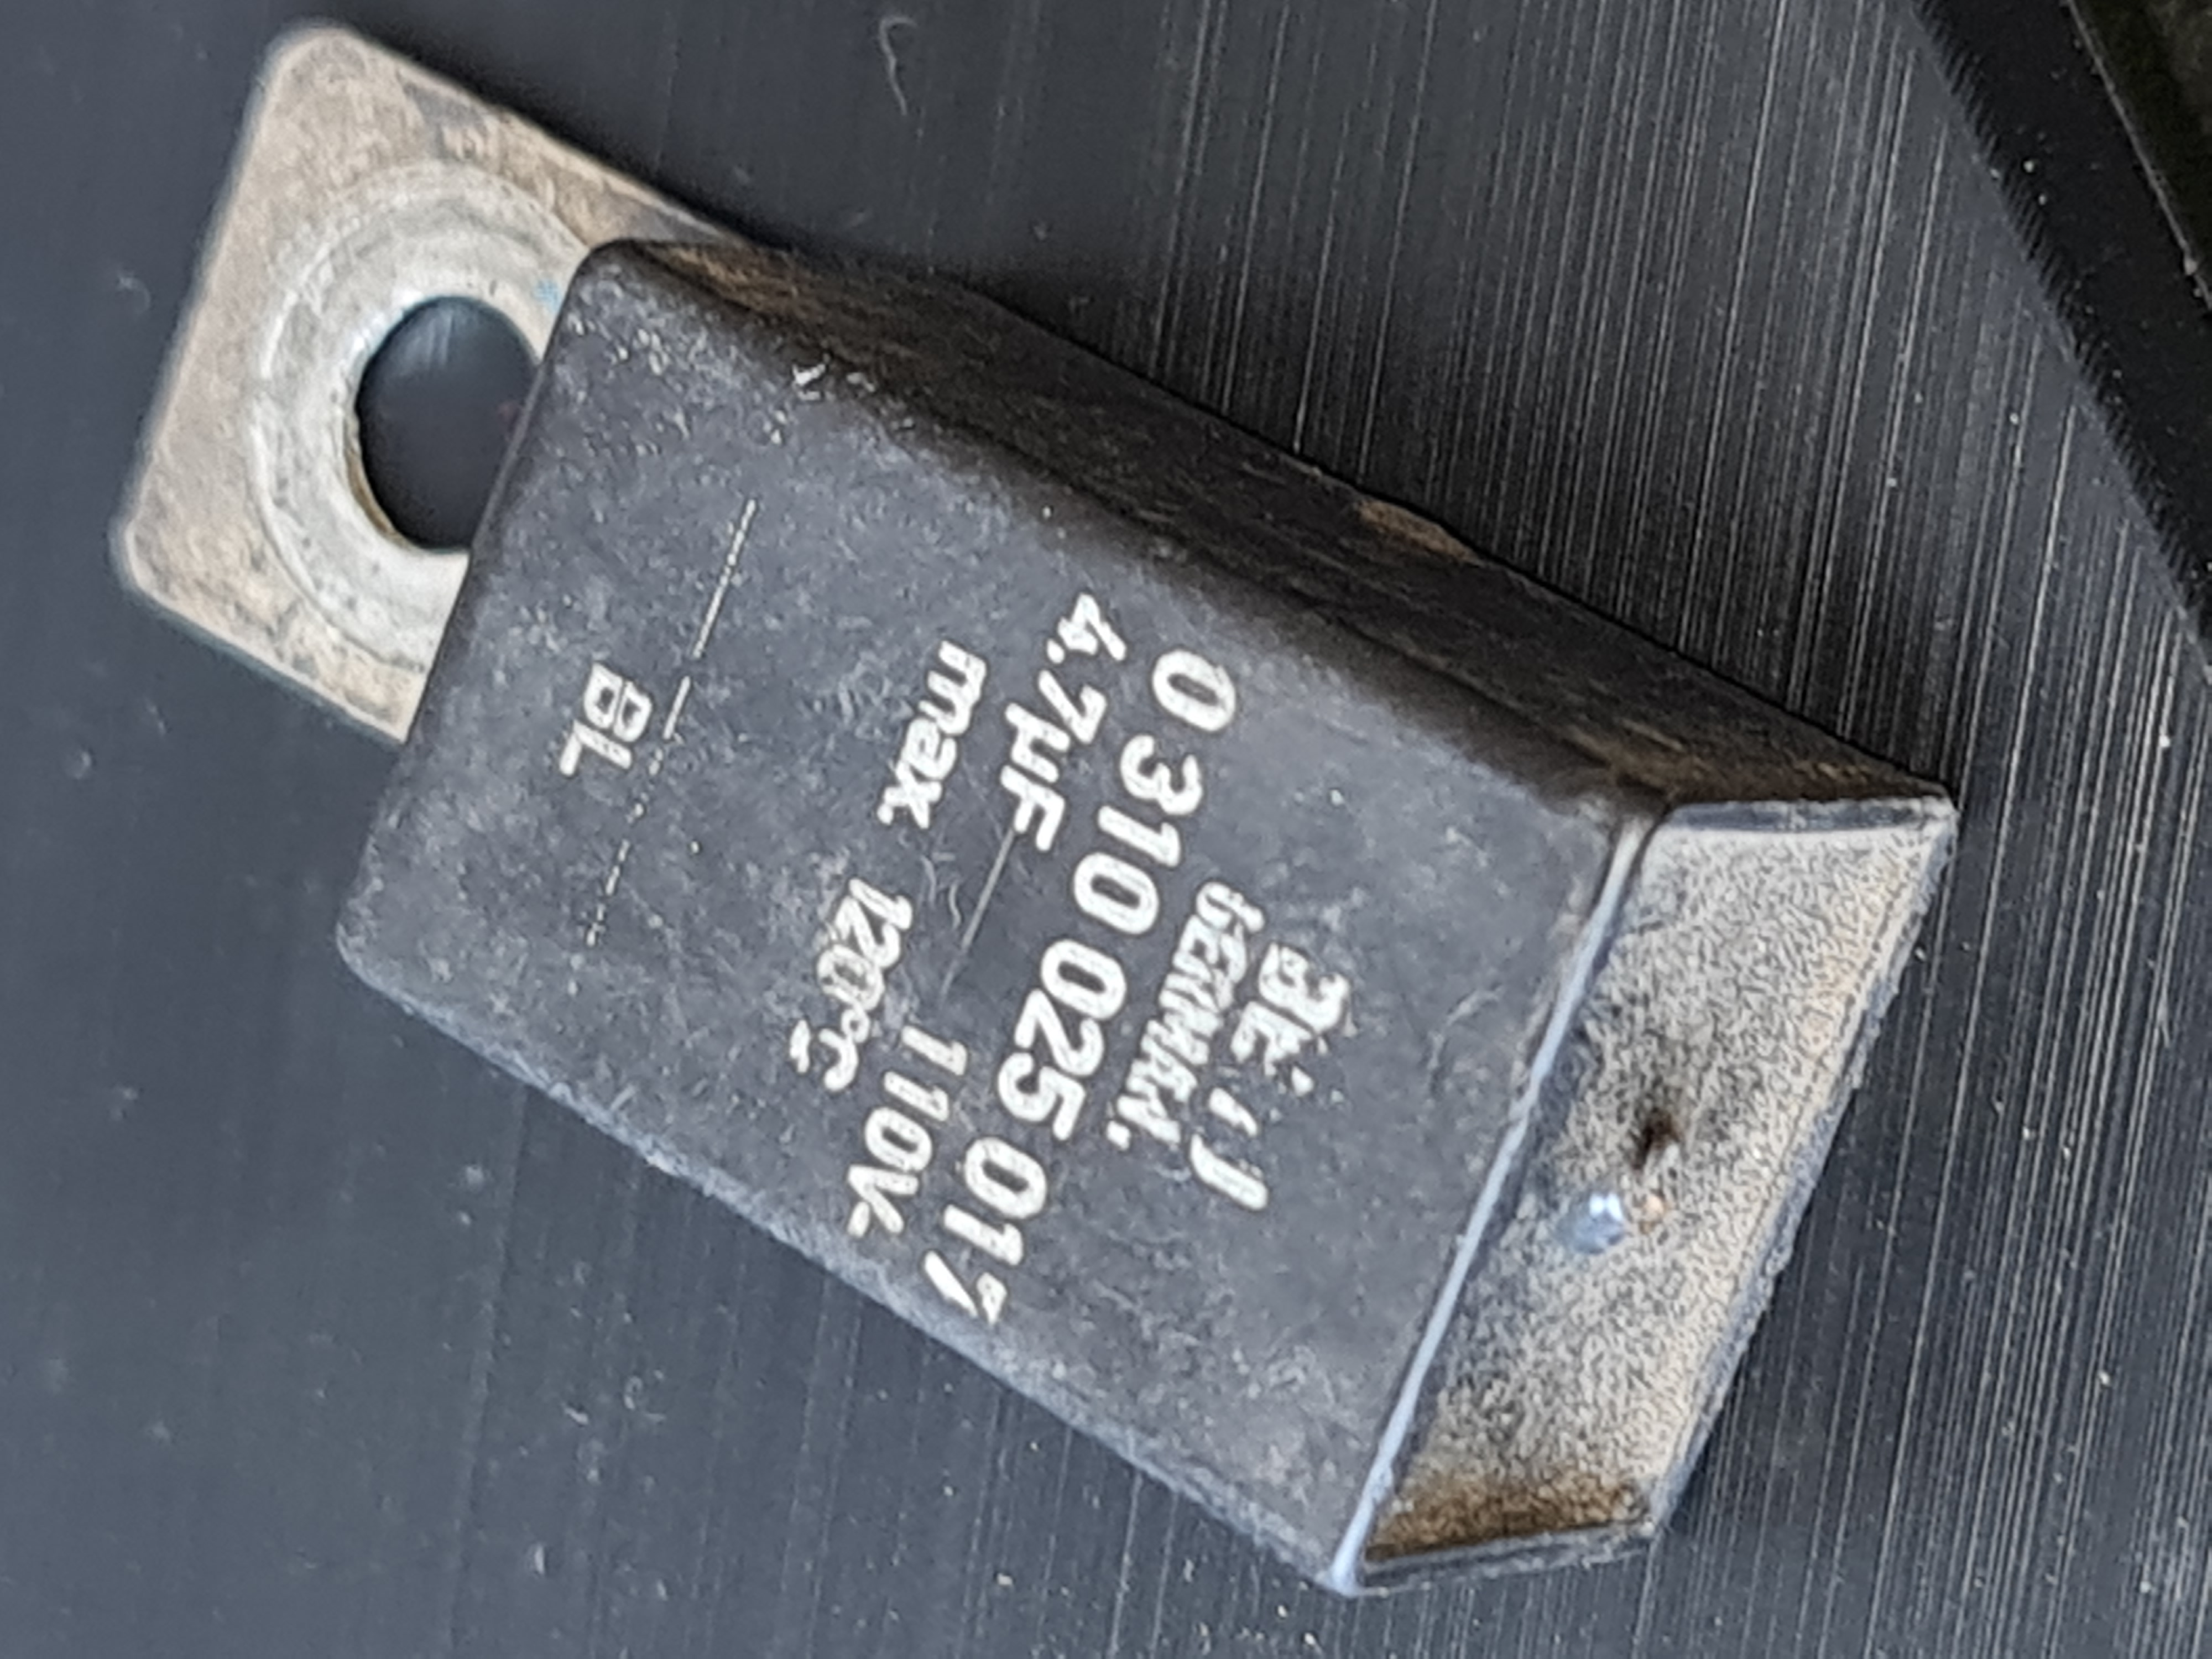 GERMANY
0 310 025 017
4.7µF 110V-
max. 120°C
BL